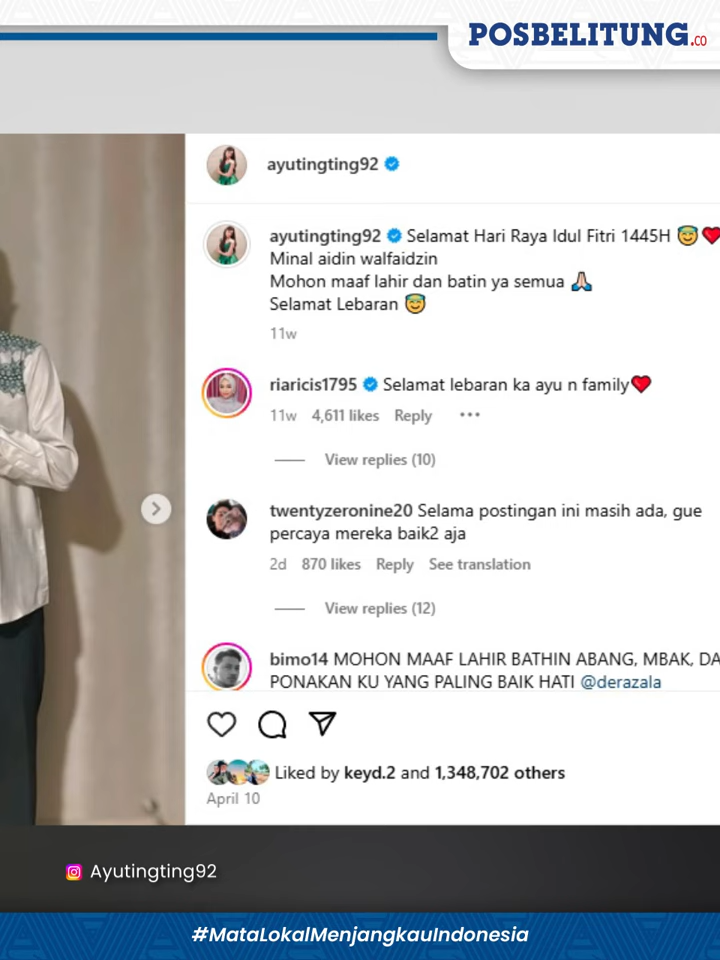 POSBELITUNG.CO
ayutingting92
ayutingting92 Selamat Hari Raya Idul Fitri 1445H 😇❤️
Minal aidin walfaidzin
Mohon maaf lahir dan batin ya semua 🙏🏻
Selamat Lebaran 😇
11w
riaricis1795 Selamat lebaran ka ayu n family❤️
11w 4,611 likes Reply •••
View replies (10)
twentyzeronine20 Selama postingan ini masih ada, gue
percaya mereka baik2 aja
2d 870 likes Reply See translation
View replies (12)
bimo14 MOHON MAAF LAHIR BATHIN ABANG, MBAK, DA
PONAKAN KU YANG PALING BAIK HATI @derazala
Liked by keyd.2 and 1,348,702 others
April 10
Ayutingting92
#MataLokalMenjangkauIndonesia